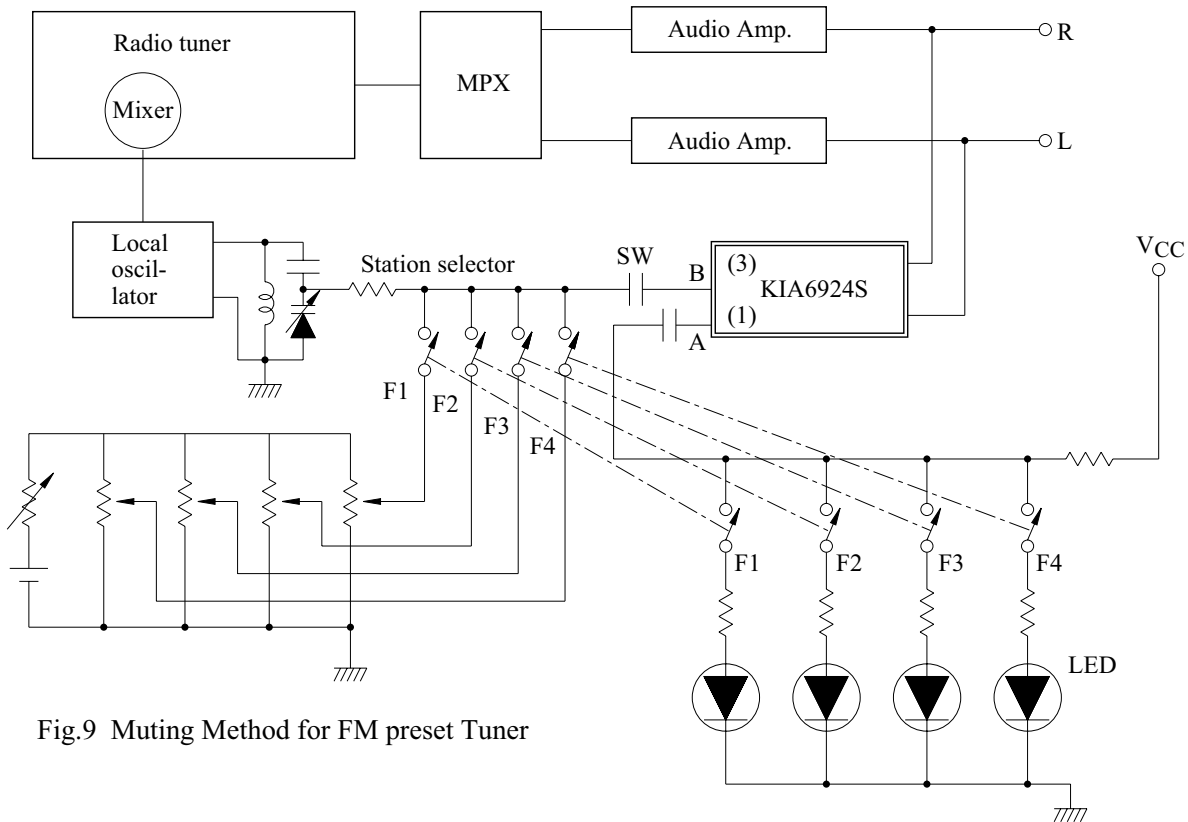 Radio tuner
Mixer
MPX
Audio Amp.
R
Audio Amp.
L
Local
oscil-
lator
Station selector
SW
B
(3)
KIA6924S
(1)
A
VCC
F1
F2
F3
F4
F1
F2
F3
F4
LED
Fig.9 Muting Method for FM preset Tuner